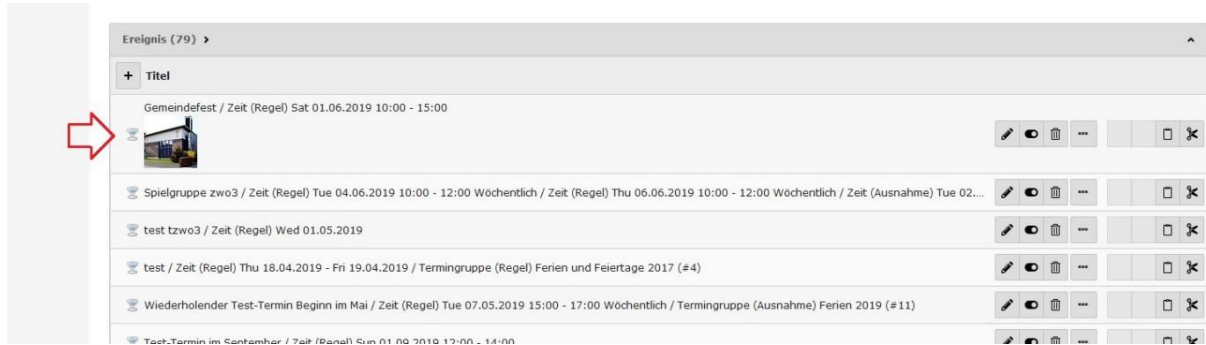 Ereignis (79)
Titel
Gemeindefest / Zeit (Regel) Sat 01.06.2019 10:00 - 15:00
Spielgruppe zwo3 / Zeit (Regel) Tue 04.06.2019 10:00 - 12:00 Wöchentlich / Zeit (Regel) Thu 06.06.2019 10:00 - 12:00 Wöchentlich / Zeit (Ausnahme) Tue 02....
test tzwo3 / Zeit (Regel) Wed 01.05.2019
test / Zeit (Regel) Thu 18.04.2019 - Fri 19.04.2019 / Termingruppe (Regel) Ferien und Feiertage 2017 (#4)
Wiederholender Test-Termin Beginn im Mai / Zeit (Regel) Tue 07.05.2019 15:00 - 17:00 Wöchentlich / Termingruppe (Ausnahme) Ferien 2019 (#11)
Test-Termin im September / Zeit (Regel) Sun 01.09.2019 12:00 - 14:00